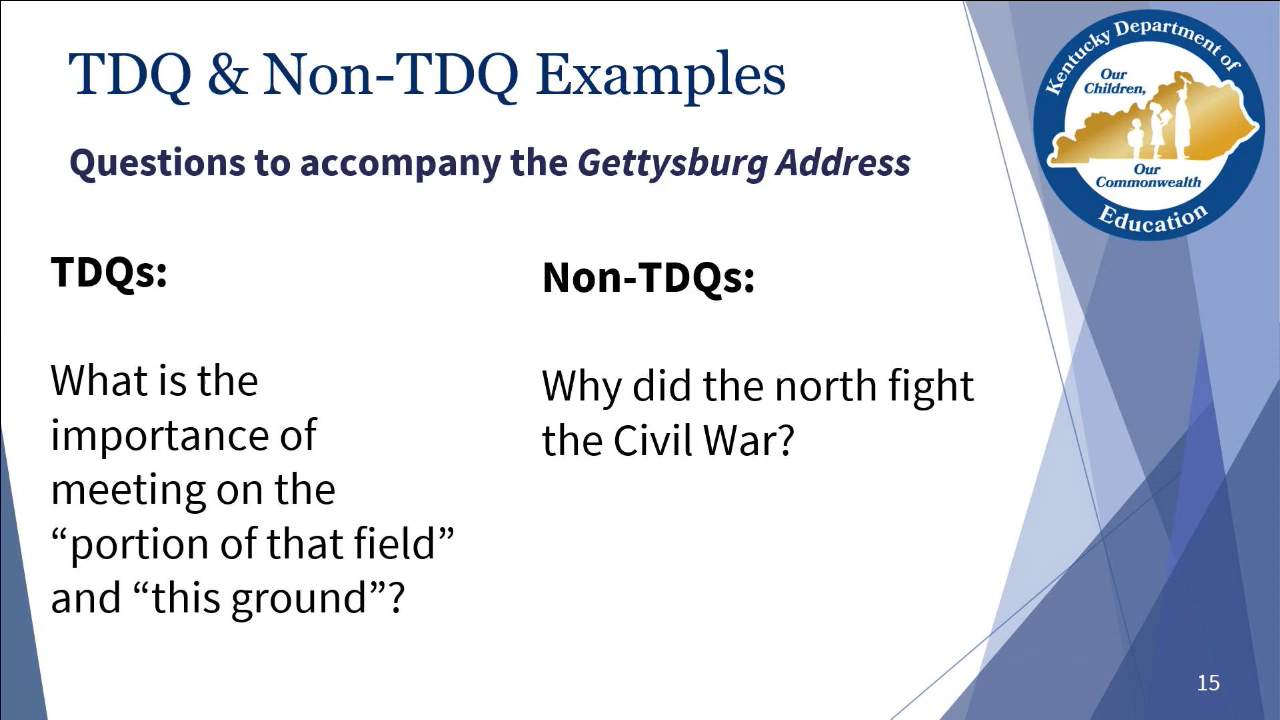 TDQ & Non-TDQ Examples
Questions to accompany the Gettysburg Address
TDQs:
What is the
importance of
meeting on the
“portion of that field”
and “this ground”?
Non-TDQs:
Why did the north fight
the Civil War?
Kentucky Department of
Our
Children,
Our
Commonwealth
Education
15